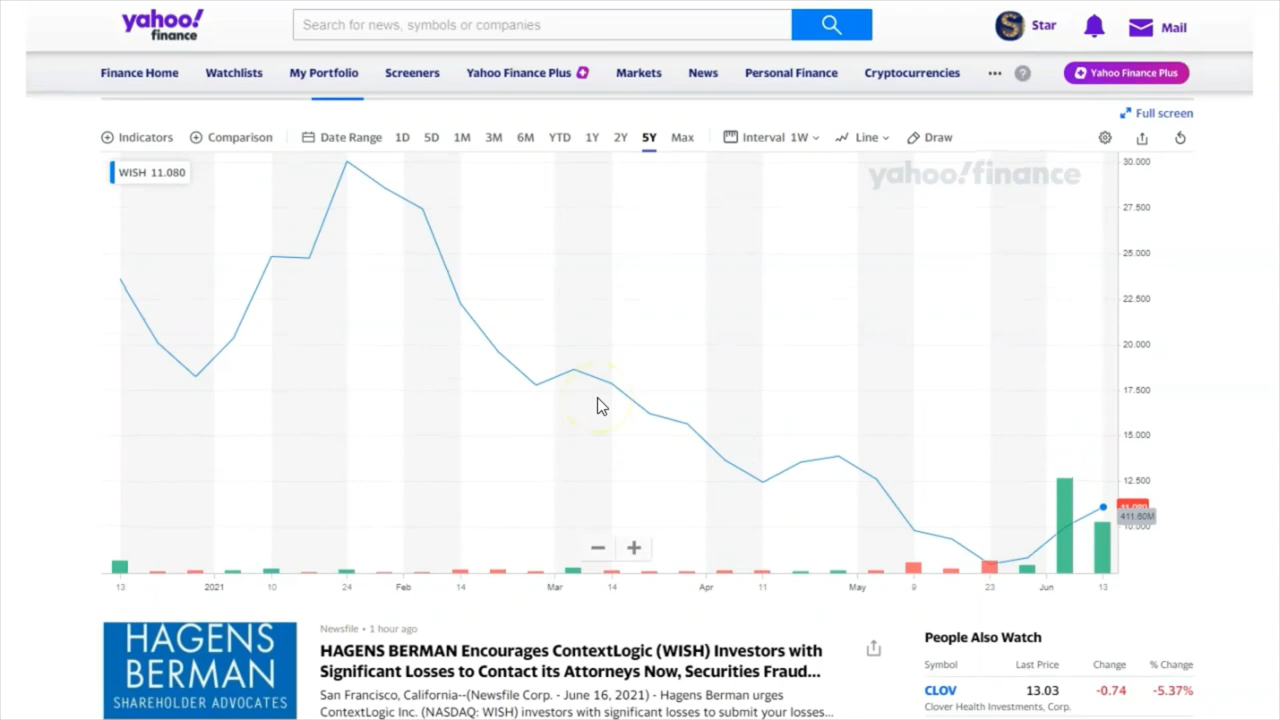 yahoo!
finance
Search for news, symbols or companies
Star
Mail
Finance Home Watchlists My Portfolio Screeners Yahoo Finance Plus Markets News Personal Finance Cryptocurrencies ••• ? Yahoo Finance Plus
Full screen
Indicators Comparison Date Range 1D 5D 1M 3M 6M YTD 1Y 2Y 5Y Max Interval 1W Line Draw
WISH 11.080
yahoo!finance
30.000
27.500
25.000
22.500
20.000
17.500
15.000
12.500
11.080
411.60M
10.000
13 2021 10 24 Feb 14 Mar 14 Apr 11 May 9 23 Jun 13
HAGENS
BERMAN
SHAREHOLDER ADVOCATES
Newsfile • 1 hour ago
HAGENS BERMAN Encourages ContextLogic (WISH) Investors with
Significant Losses to Contact its Attorneys Now, Securities Fraud...
San Francisco, California--(Newsfile Corp. - June 16, 2021) - Hagens Berman urges
ContextLogic Inc. (NASDAQ: WISH) investors with significant losses to submit your losses...
People Also Watch
Symbol Last Price Change % Change
CLOV 13.03 -0.74 -5.37%
Clover Health Investments, Corp.